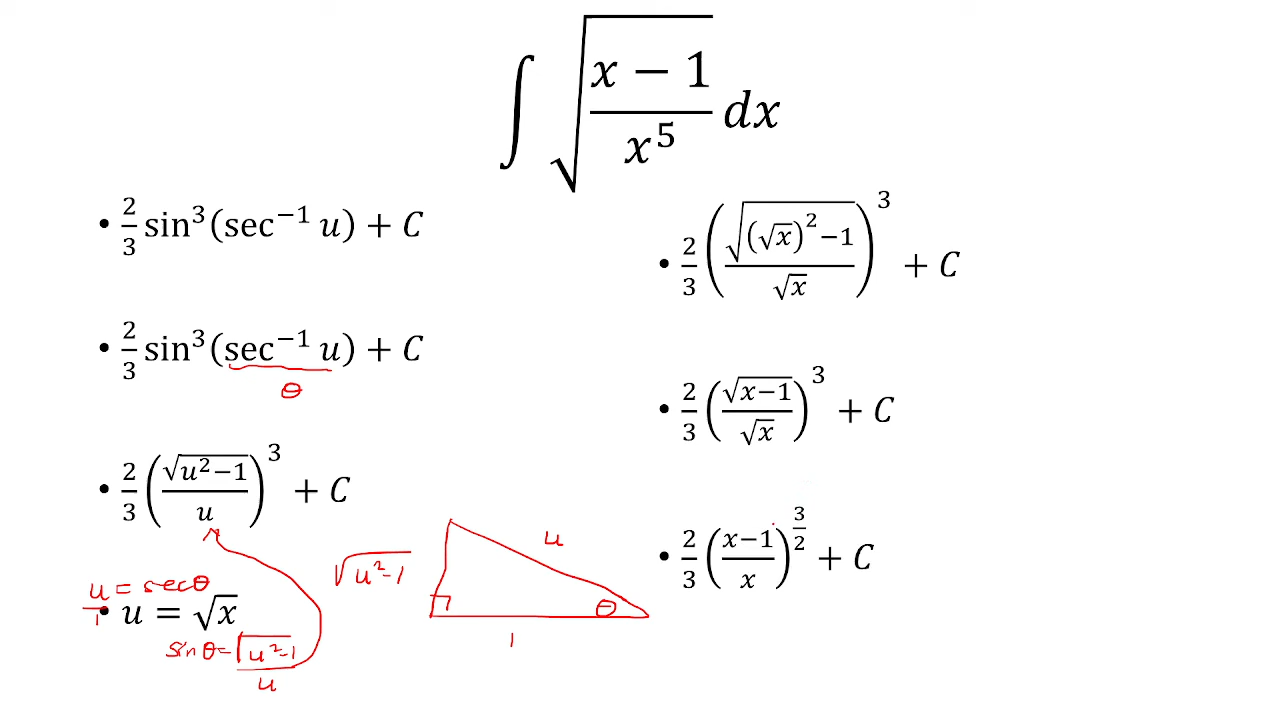 ∫ √((x − 1)/x⁵) dx
• 2/3 sin³(sec⁻¹ u) + C
• 2/3 sin³(sec⁻¹ u) + C
θ
• 2/3 (√(u²−1)/u)³ + C
u/1 = secθ
• u = √x
sin θ = √(u²-1)/u
√(u²-1)
u
θ
1
• 2/3 (√((√x)²−1)/√x)³ + C
• 2/3 (√(x−1)/√x)³ + C
• 2/3 ((x−1)/x)^(3/2) + C